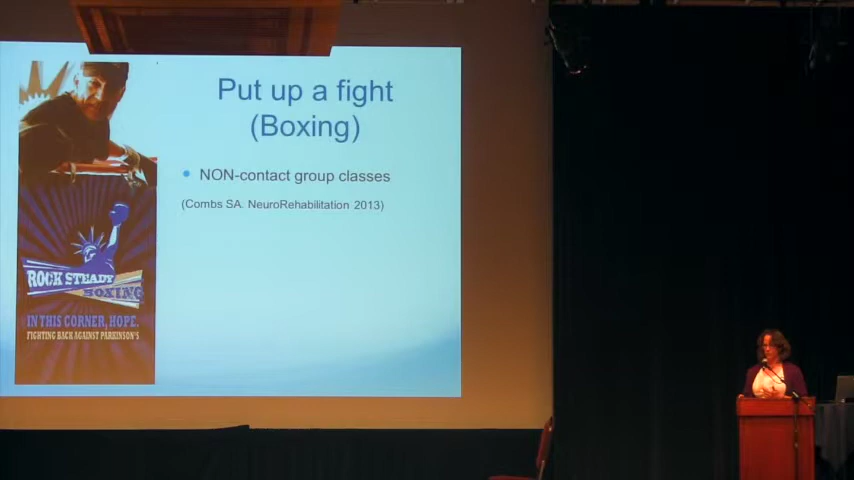 Put up a fight
(Boxing)
NON-contact group classes
(Combs SA. NeuroRehabilitation 2013)
ROCK STEADY
BOXING
IN THIS CORNER, HOPE.
FIGHTING BACK AGAINST PARKINSON'S